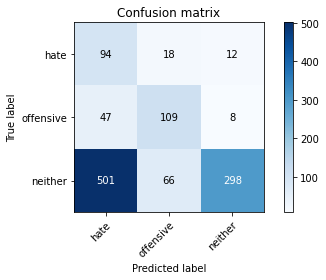 Confusion matrix
hate 94 18 12
offensive 47 109 8
neither 501 66 298
hate offensive neither
True label
Predicted label
500
400
300
200
100